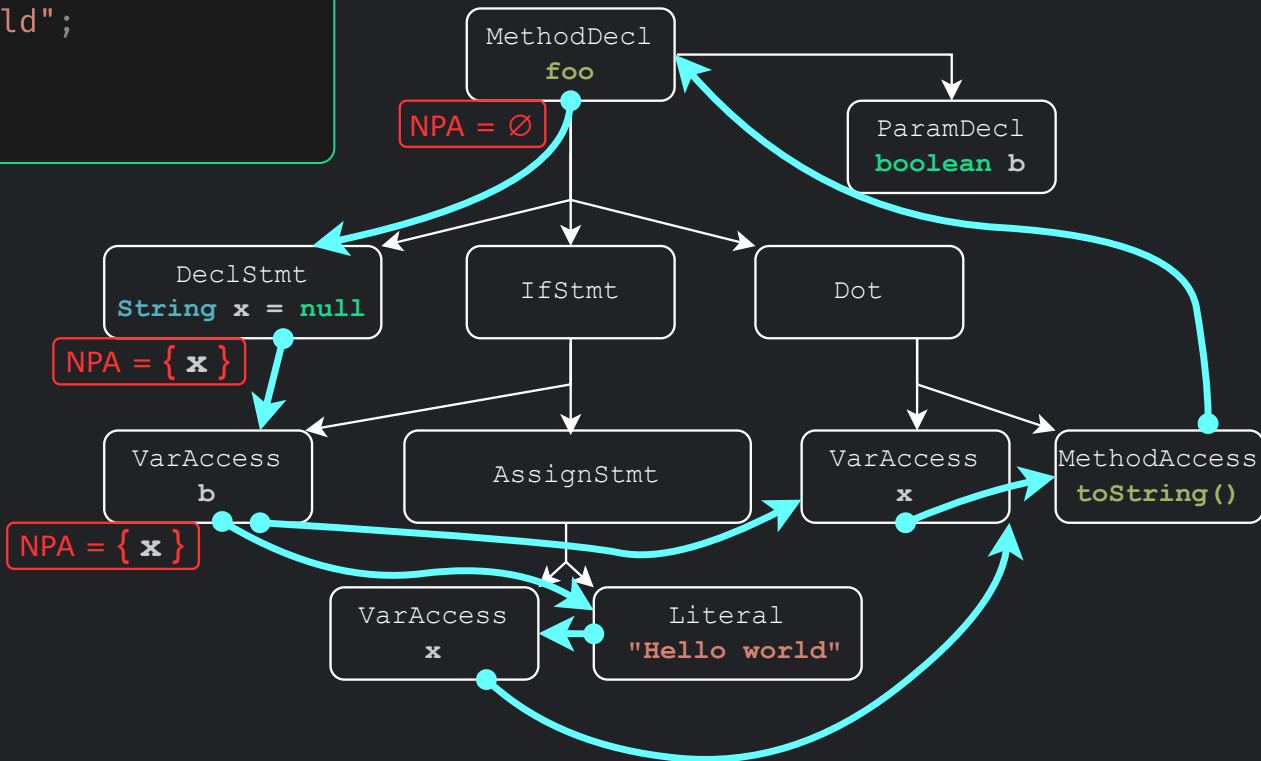 ld";
MethodDecl
foo
NPA = ∅
ParamDecl
boolean b
DeclStmt
String x = null
IfStmt
Dot
NPA = { x }
VarAccess
b
AssignStmt
VarAccess
x
MethodAccess
toString()
NPA = { x }
VarAccess
x
Literal
"Hello world"